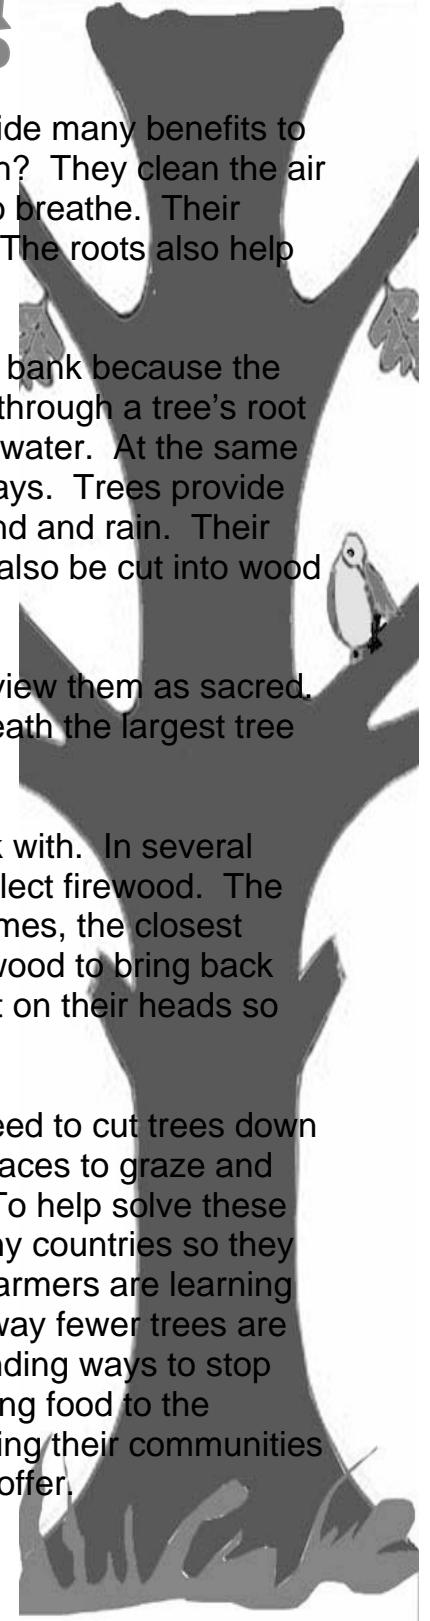 ide many benefits to
n? They clean the air
o breathe. Their
The roots also help
bank because the
through a tree's root
water. At the same
ays. Trees provide
nd and rain. Their
also be cut into wood
view them as sacred.
eath the largest tree
k with. In several
lect firewood. The
mes, the closest
wood to bring back
t on their heads so
eed to cut trees down
aces to graze and
To help solve these
ny countries so they
armers are learning
way fewer trees are
nding ways to stop
ing food to the
ing their communities
offer.